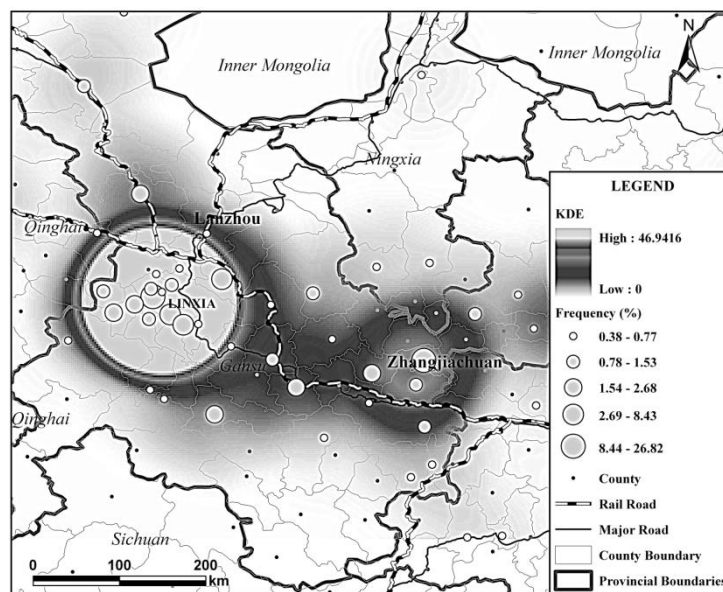 Inner Mongolia
Inner Mongolia
N
Ningxia
Qinghai
Lanzhou
LINXIA
Gansu
Zhangjiachuan
Qinghai
Sichuan
0 100 200
km
LEGEND
KDE
High : 46.9416
Low : 0
Frequency (%)
0.38 - 0.77
0.78 - 1.53
1.54 - 2.68
2.69 - 8.43
8.44 - 26.82
County
Rail Road
Major Road
County Boundary
Provincial Boundaries